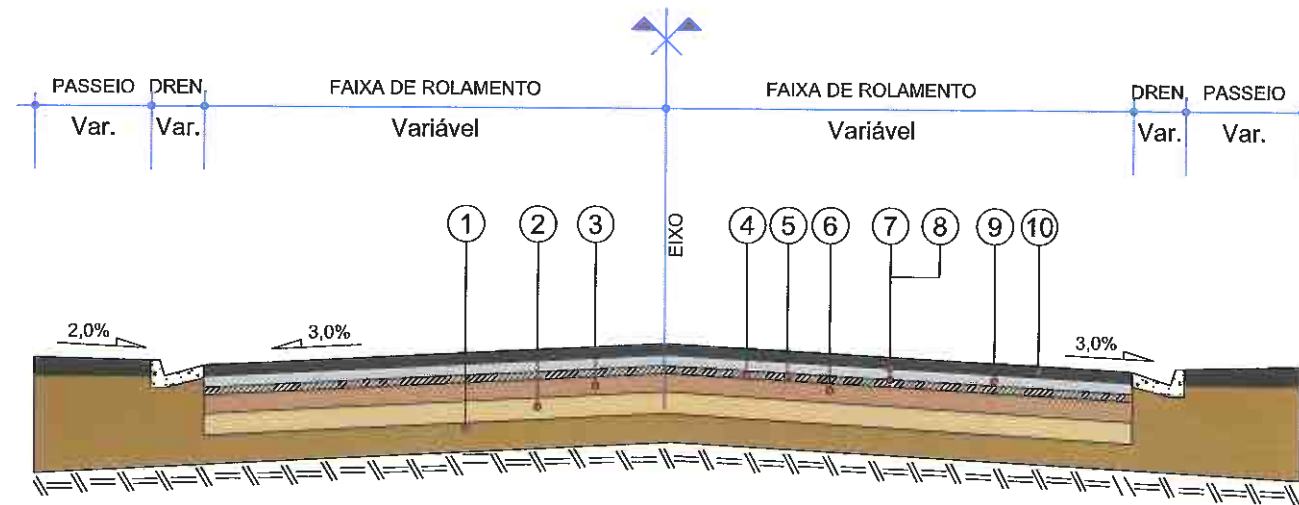 PASSEIO DREN. FAIXA DE ROLAMENTO FAIXA DE ROLAMENTO DREN. PASSEIO
Var. Var. Variável Variável Var. Var.
EIXO
1 2 3 4 5 6 7 8 9 10
2,0% 3,0% 3,0%